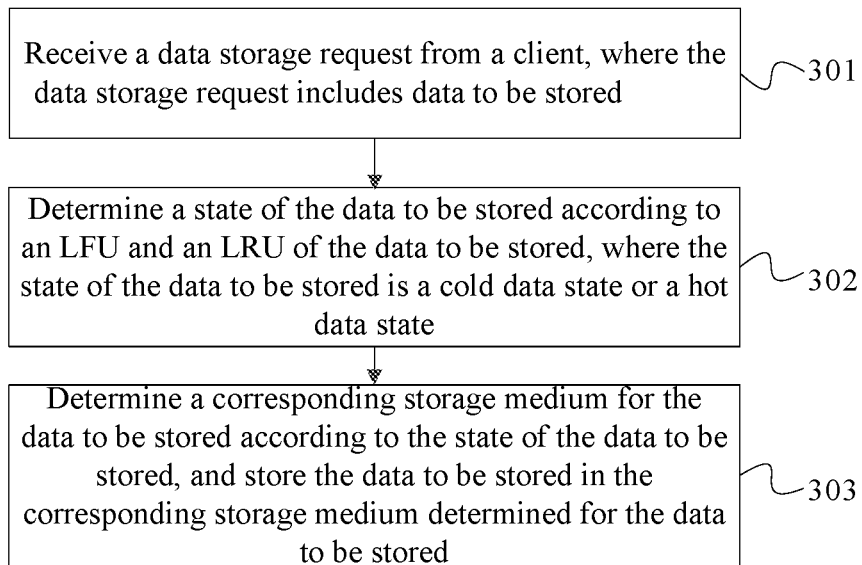 Receive a data storage request from a client, where the
data storage request includes data to be stored
301
Determine a state of the data to be stored according to
an LFU and an LRU of the data to be stored, where the
state of the data to be stored is a cold data state or a hot
data state
302
Determine a corresponding storage medium for the
data to be stored according to the state of the data to be
stored, and store the data to be stored in the
corresponding storage medium determined for the data
to be stored
303